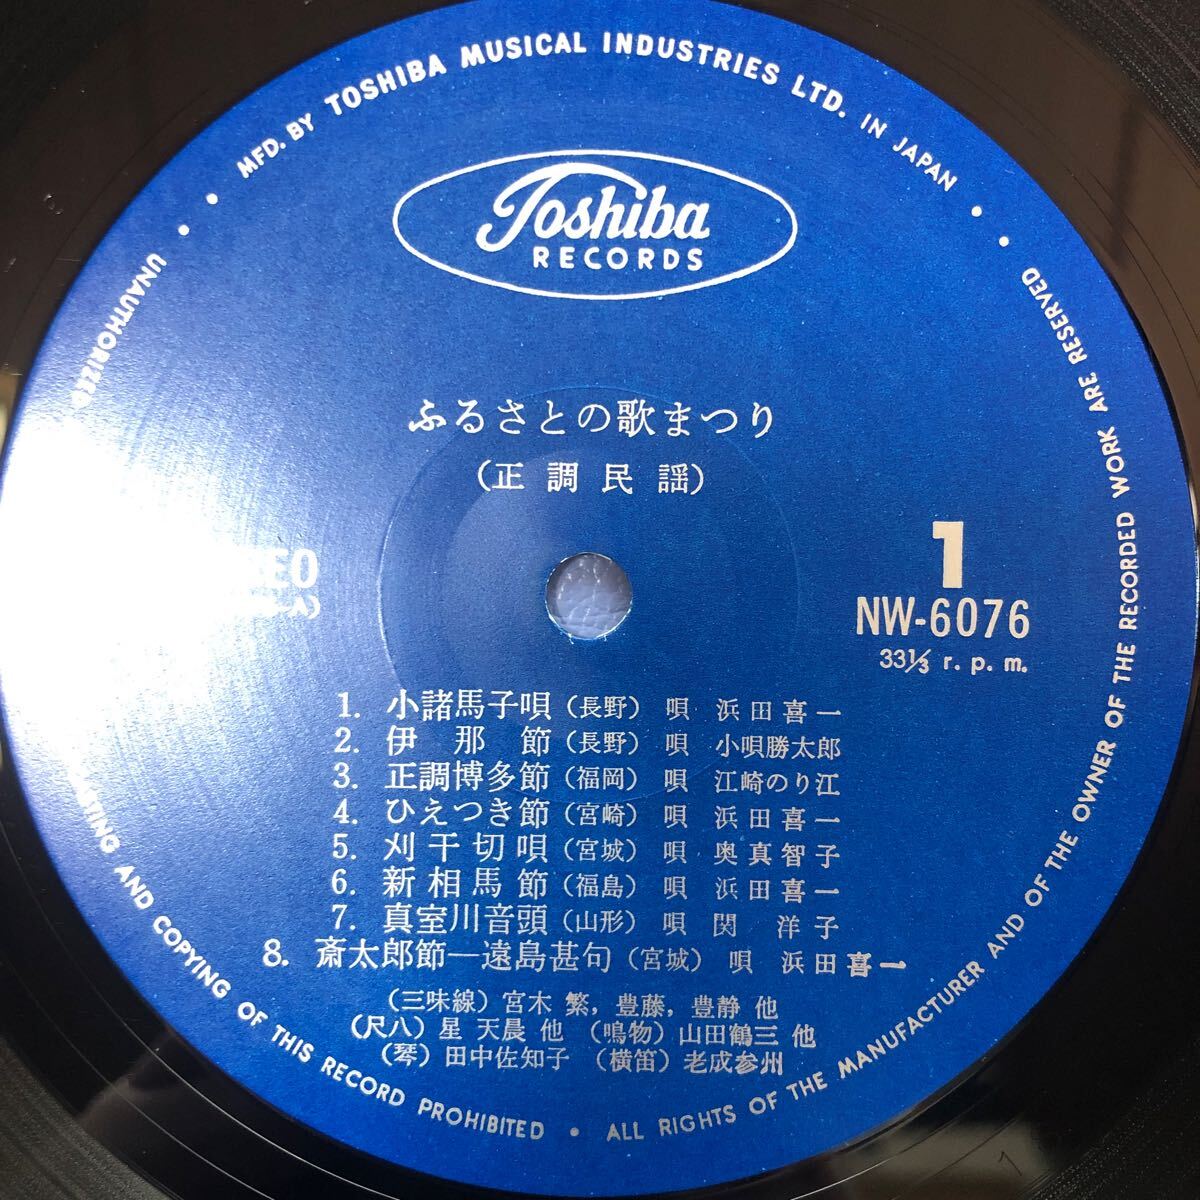 MFD. BY TOSHIBA MUSICAL INDUSTRIES LTD. IN JAPAN
Toshiba
RECORDS
ふるさとの歌まつり
(正調民謡)
1
NW-6076
33⅓ r. p. m.
1. 小諸馬子唄 (長野) 唄 浜田喜一
2. 伊那節 (長野) 唄 小唄勝太郎
3. 正調博多節 (福岡) 唄 江崎のり江
4. ひえつき節 (宮崎) 唄 浜田喜一
5. 刈干切唄 (宮城) 唄 奥真智子
6. 新相馬節 (福島) 唄 浜田喜一
7. 真室川音頭 (山形) 唄 関洋子
8. 斎太郎節—遠島甚句 (宮城) 唄 浜田喜一
(三味線) 宮木 繁, 豊藤, 豊静 他
(尺八) 星 天晨 他 (鳴物) 山田鶴三 他
(琴) 田中佐知子 (横笛) 老成参州
ALL RIGHTS OF THE MANUFACTURER AND OF THE OWNER OF THE RECORDED WORK ARE RESERVED
UNAUTHORIZED AND COPYING OF THIS RECORD PROHIBITED